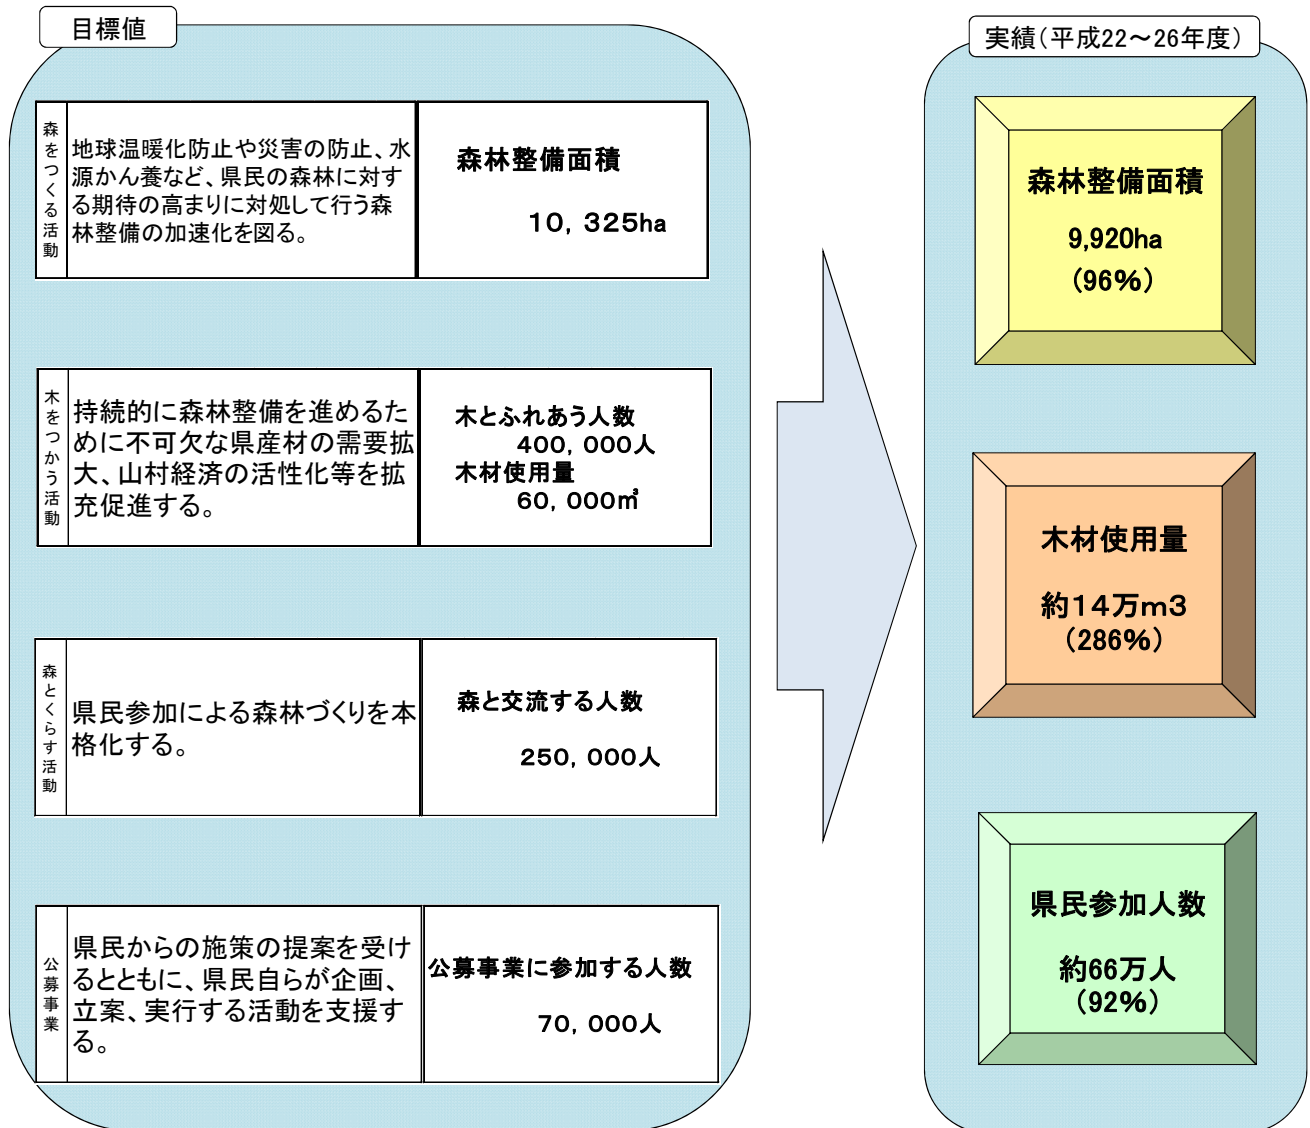 目標値
森をつくる活動
地球温暖化防止や災害の防止、水
源かん養など、県民の森林に対す
る期待の高まりに対処して行う森
林整備の加速化を図る。
森林整備面積
10，325ha
木をつかう活動
持続的に森林整備を進めるた
めに不可欠な県産材の需要拡
大、山村経済の活性化等を拡
充促進する。
木とふれあう人数
400，000人
木材使用量
60，000㎥
森とくらす活動
県民参加による森林づくりを本
格化する。
森と交流する人数
250，000人
公募事業
県民からの施策の提案を受け
るとともに、県民自らが企画、
立案、実行する活動を支援す
る。
公募事業に参加する人数
70，000人
実績（平成22～26年度）
森林整備面積
9,920ha
（96％）
木材使用量
約14万ｍ3
（286％）
県民参加人数
約66万人
（92％）